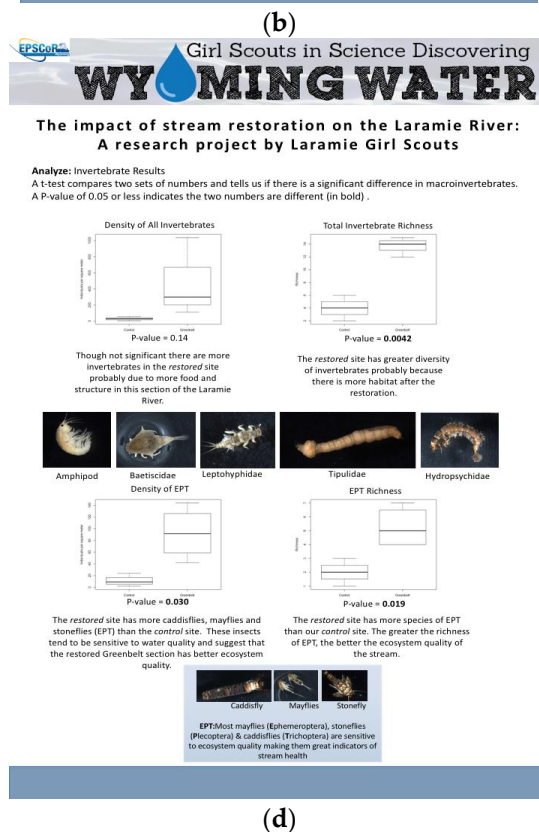 (b)
EPSCoR
Girl Scouts in Science Discovering
WYOMING WATER
The impact of stream restoration on the Laramie River:
A research project by Laramie Girl Scouts
Analyze: Invertebrate Results
A t-test compares two sets of numbers and tells us if there is a significant difference in macroinvertebrates.
A P-value of 0.05 or less indicates the two numbers are different (in bold) .
Density of All Invertebrates
Control Greenbelt
P-value = 0.14
Though not significant there are more
invertebrates in the restored site
probably due to more food and
structure in this section of the Laramie
River.
Total Invertebrate Richness
Richness
Control Greenbelt
P-value = 0.0042
The restored site has greater diversity
of invertebrates probably because
there is more habitat after the
restoration.
Amphipod
Baetiscidae
Leptohyphidae
Tipulidae
Hydropsychidae
Density of EPT
Control Greenbelt
P-value = 0.030
The restored site has more caddisflies, mayflies and
stoneflies (EPT) than the control site. These insects
tend to be sensitive to water quality and suggest that
the restored Greenbelt section has better ecosystem
quality.
EPT Richness
Richness
Control Greenbelt
P-value = 0.019
The restored site has more species of EPT
than our control site. The greater the richness
of EPT, the better the ecosystem quality of
the stream.
Caddisfly
Mayflies
Stonefly
EPT:Most mayflies (Ephemeroptera), stoneflies
(Plecoptera) & caddisflies (Trichoptera) are sensitive
to ecosystem quality making them great indicators of
stream health
(d)